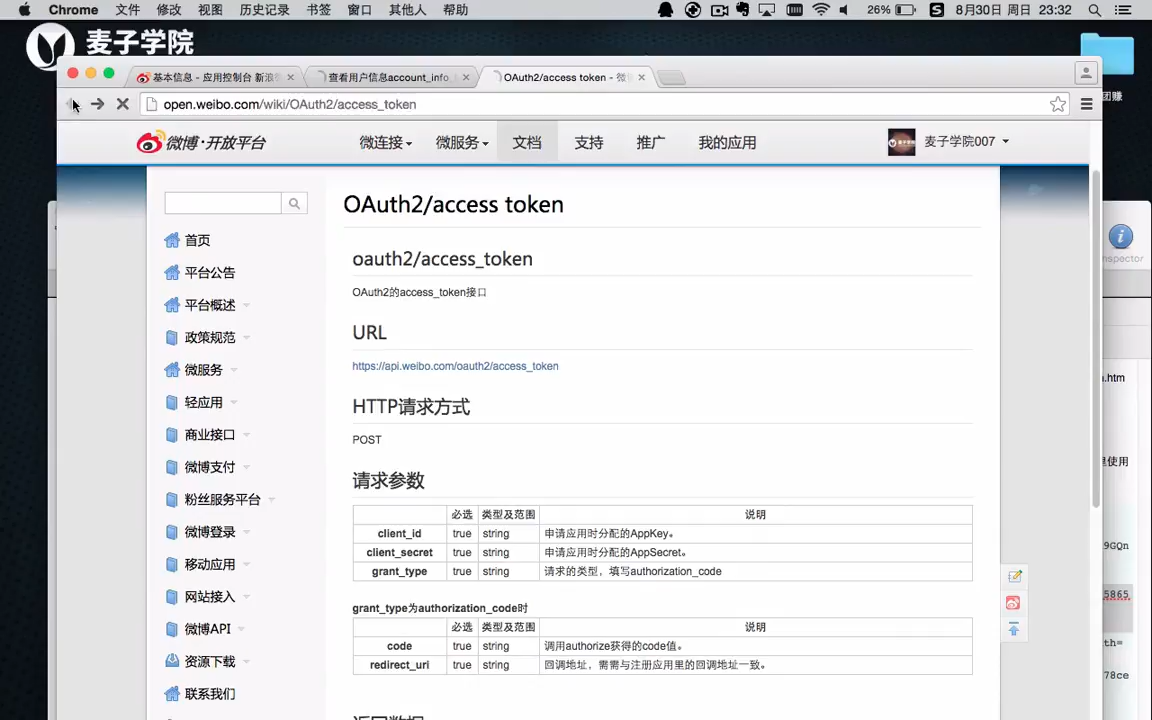 Chrome 文件 修改 视图 历史记录 书签 窗口 其他人 帮助 26% 8月30日 周日 23:32
麦子学院
基本信息 - 应用控制台 新浪 查看用户信息account_info OAuth2/access token - 微
open.weibo.com/wiki/OAuth2/access_token
微博·开放平台 微连接 微服务 文档 支持 推广 我的应用 麦子学院007
OAuth2/access token
首页
平台公告
平台概述
政策规范
微服务
轻应用
商业接口
微博支付
粉丝服务平台
微博登录
移动应用
网站接入
微博API
资源下载
联系我们
oauth2/access_token
OAuth2的access_token接口
URL
https://api.weibo.com/oauth2/access_token
HTTP请求方式
POST
请求参数
必选 类型及范围 说明
client_id true string 申请应用时分配的AppKey。
client_secret true string 申请应用时分配的AppSecret。
grant_type true string 请求的类型，填写authorization_code
grant_type为authorization_code时
必选 类型及范围 说明
code true string 调用authorize获得的code值。
redirect_uri true string 回调地址，需需与注册应用里的回调地址一致。
团赚
nspector
.htm
使用
9GQn
5865
th=
78ce